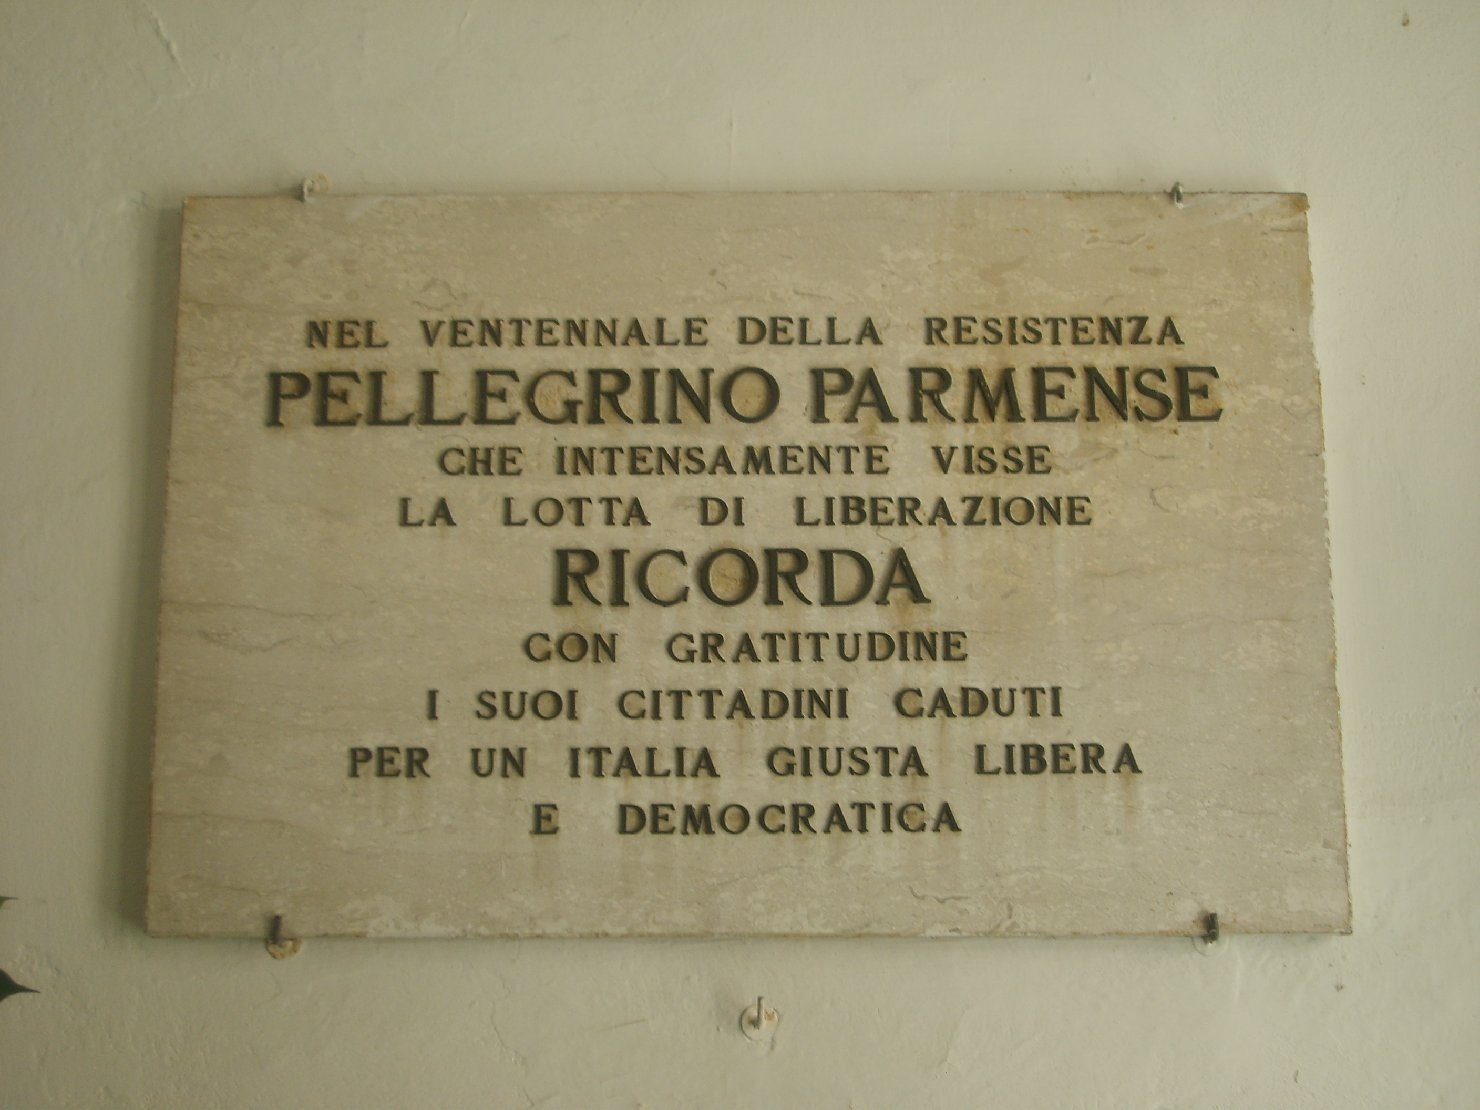 NEL VENTENNALE DELLA RESISTENZA
PELLEGRINO PARMENSE
CHE INTENSAMENTE VISSE
LA LOTTA DI LIBERAZIONE
RICORDA
CON GRATITUDINE
I SUOI CITTADINI CADUTI
PER UN ITALIA GIUSTA LIBERA
E DEMOCRATICA